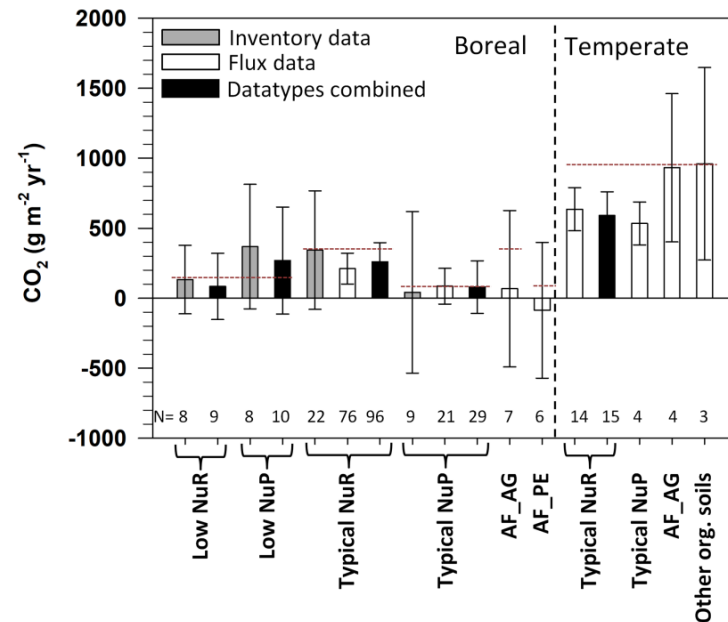 2000
1500
1000
500
0
-500
-1000
CO₂ (g m⁻² yr⁻¹)
Inventory data
Flux data
Datatypes combined
Boreal
Temperate
N= 8 9 8 10 22 76 96 9 21 29 7 6 14 15 4 4 3
Low NuR
Low NuP
Typical NuR
Typical NuP
AF_AG
AF_PE
Typical NuR
Typical NuP
AF_AG
Other org. soils